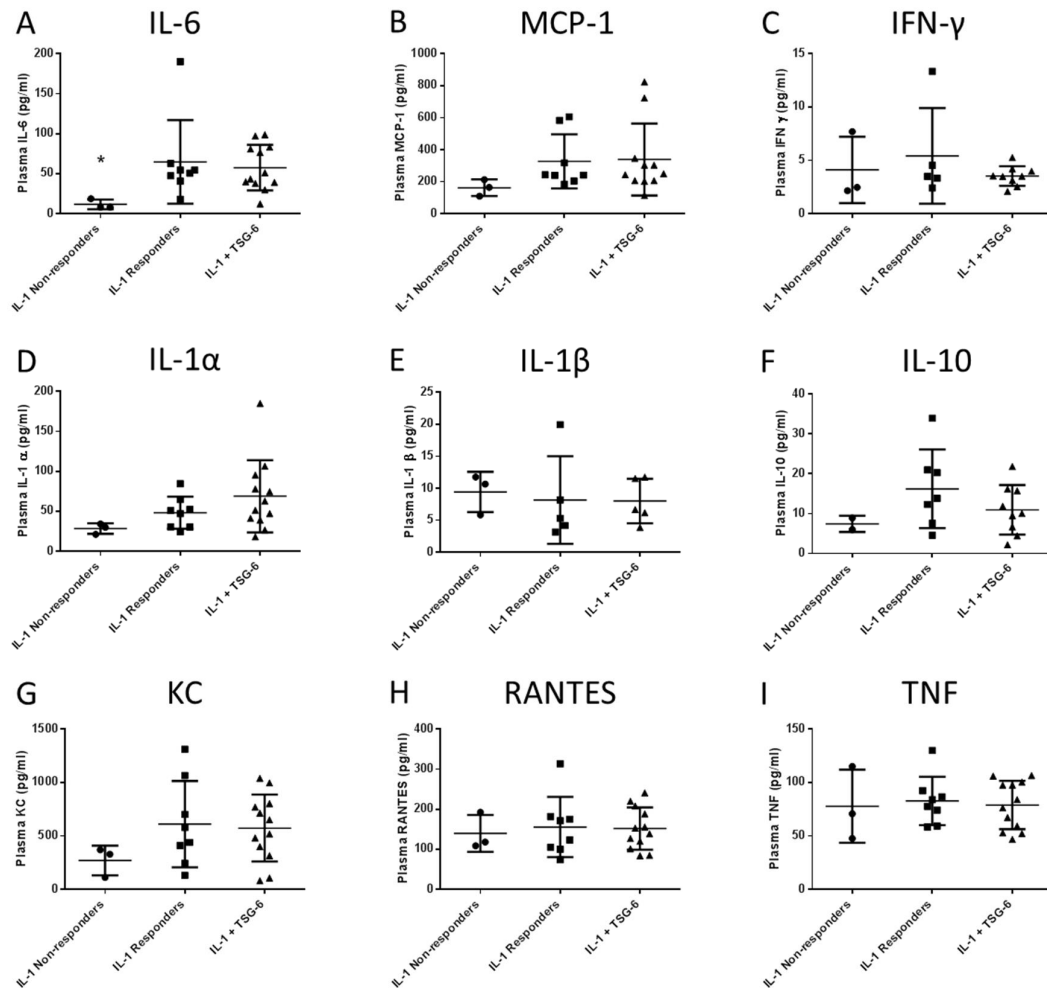 A IL-6
Plasma IL-6 (pg/ml)
200
150
100
50
0
*
IL-1 Non-responders
IL-1 Responders
IL-1 + TSG-6
B MCP-1
Plasma MCP-1 (pg/ml)
1000
800
600
400
200
0
IL-1 Non-responders
IL-1 Responders
IL-1 + TSG-6
C IFN-γ
Plasma IFN γ (pg/ml)
15
10
5
0
IL-1 Non-responders
IL-1 Responders
IL-1 + TSG-6
D IL-1α
Plasma IL-1 α (pg/ml)
200
150
100
50
0
IL-1 Non-responders
IL-1 Responders
IL-1 + TSG-6
E IL-1β
Plasma IL-1 β (pg/ml)
25
20
15
10
5
0
IL-1 Non-responders
IL-1 Responders
IL-1 + TSG-6
F IL-10
Plasma IL-10 (pg/ml)
40
30
20
10
0
IL-1 Non-responders
IL-1 Responders
IL-1 + TSG-6
G KC
Plasma KC (pg/ml)
1500
1000
500
0
IL-1 Non-responders
IL-1 Responders
IL-1 + TSG-6
H RANTES
Plasma RANTES (pg/ml)
400
300
200
100
0
IL-1 Non-responders
IL-1 Responders
IL-1 + TSG-6
I TNF
Plasma TNF (pg/ml)
150
100
50
0
IL-1 Non-responders
IL-1 Responders
IL-1 + TSG-6